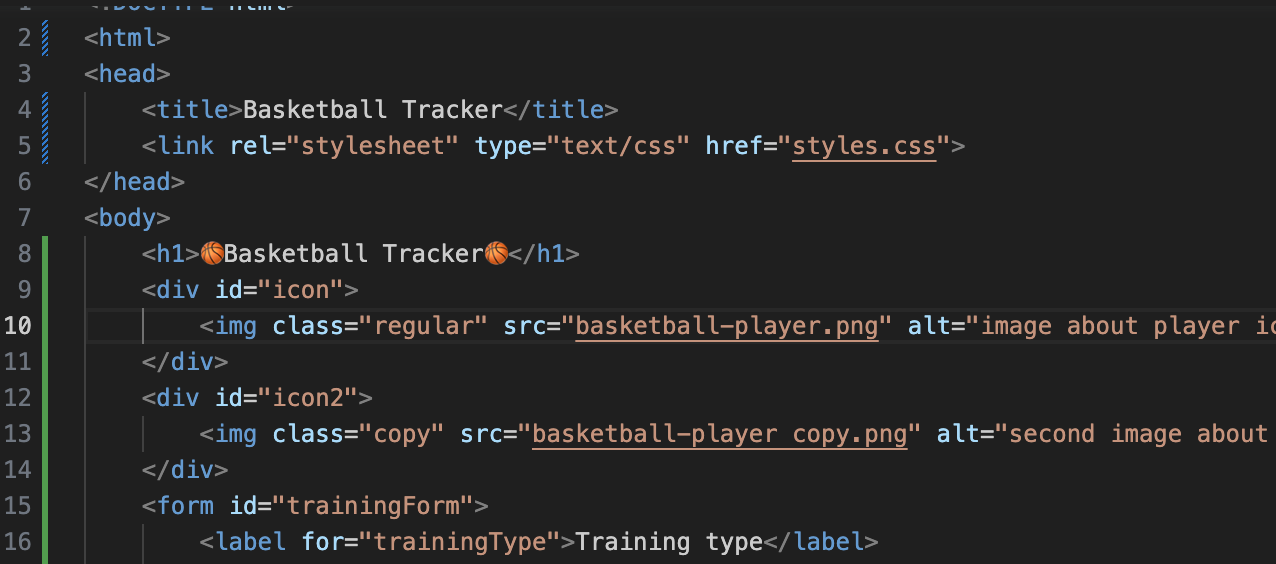 1 <!DOCTYPE html>
2 <html>
3 <head>
4 <title>Basketball Tracker</title>
5 <link rel="stylesheet" type="text/css" href="styles.css">
6 </head>
7 <body>
8 <h1>🏀Basketball Tracker🏀</h1>
9 <div id="icon">
10 <img class="regular" src="basketball-player.png" alt="image about player
11 </div>
12 <div id="icon2">
13 <img class="copy" src="basketball-player copy.png" alt="second image about
14 </div>
15 <form id="trainingForm">
16 <label for="trainingType">Training type</label>